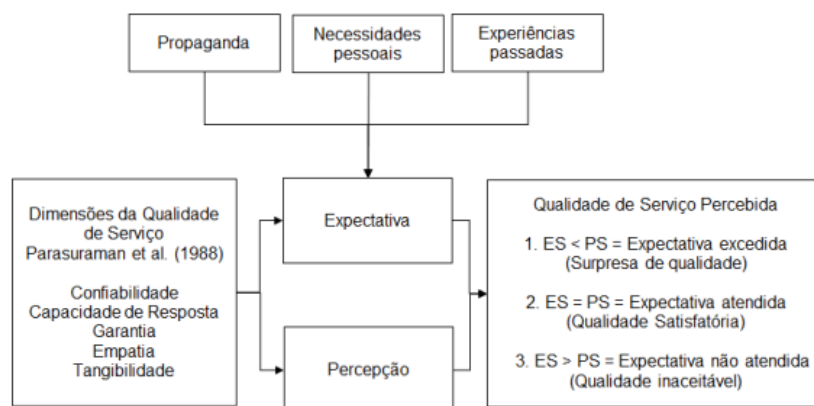 Propaganda
Necessidades
pessoais
Experiências
passadas
Dimensões da Qualidade
de Serviço
Parasuraman et al. (1988)
Confiabilidade
Capacidade de Resposta
Garantia
Empatia
Tangibilidade
Expectativa
Percepção
Qualidade de Serviço Percebida
1. ES < PS = Expectativa excedida
(Surpresa de qualidade)
2. ES = PS = Expectativa atendida
(Qualidade Satisfatória)
3. ES > PS = Expectativa não atendida
(Qualidade inaceitável)